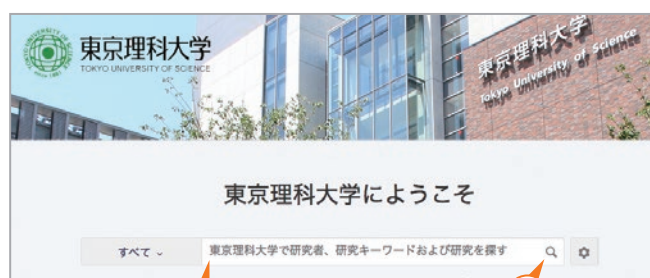 東京理科大学
TOKYO UNIVERSITY OF SCIENCE
東京理科大学
Tokyo University of Science
東京理科大学にようこそ
すべて
東京理科大学で研究者、研究キーワードおよび研究を探す